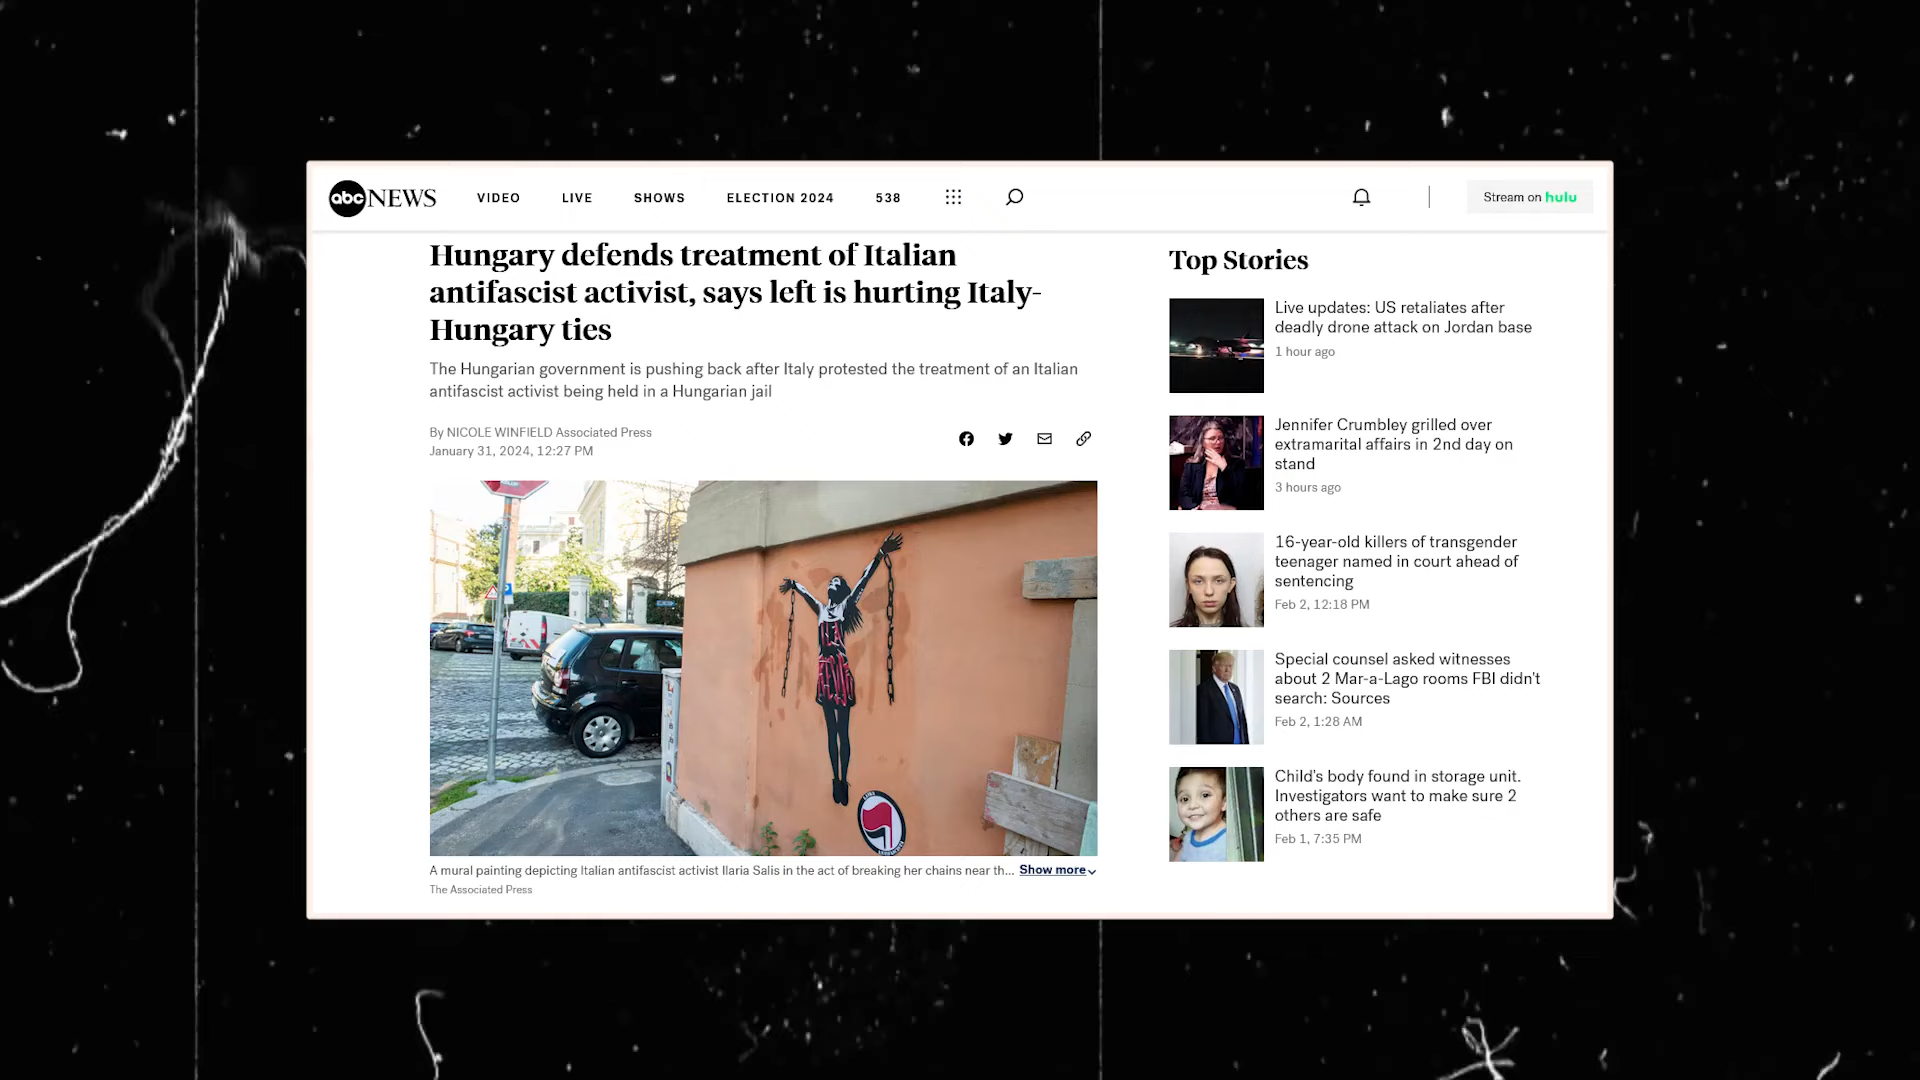 abc NEWS
VIDEO
LIVE
SHOWS
ELECTION 2024
538
Stream on hulu
Hungary defends treatment of Italian
antifascist activist, says left is hurting Italy-
Hungary ties
The Hungarian government is pushing back after Italy protested the treatment of an Italian
antifascist activist being held in a Hungarian jail
By NICOLE WINFIELD Associated Press
January 31, 2024, 12:27 PM
A mural painting depicting Italian antifascist activist Ilaria Salis in the act of breaking her chains near th... Show more
The Associated Press
Top Stories
Live updates: US retaliates after
deadly drone attack on Jordan base
1 hour ago
Jennifer Crumbley grilled over
extramarital affairs in 2nd day on
stand
3 hours ago
16-year-old killers of transgender
teenager named in court ahead of
sentencing
Feb 2, 12:18 PM
Special counsel asked witnesses
about 2 Mar-a-Lago rooms FBI didn't
search: Sources
Feb 2, 1:28 AM
Child's body found in storage unit.
Investigators want to make sure 2
others are safe
Feb 1, 7:35 PM